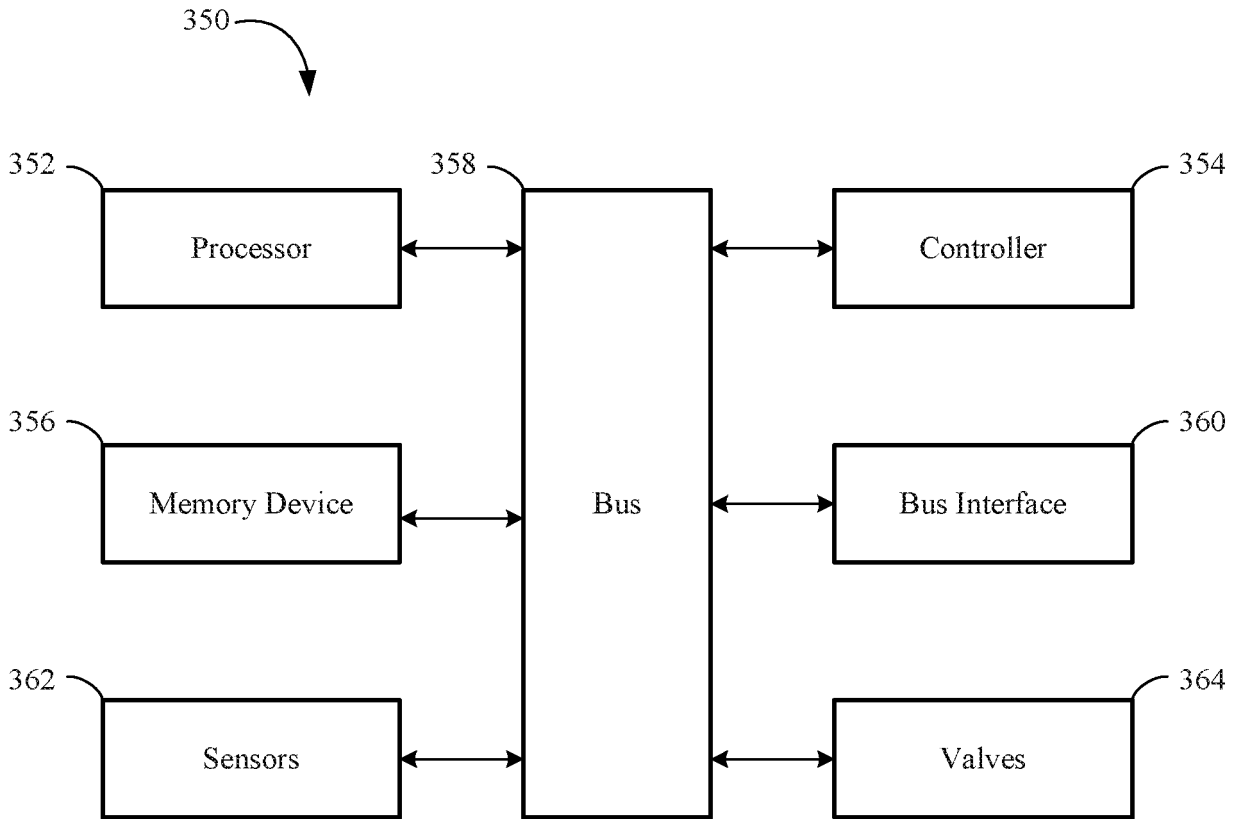 350
352
358
354
Processor
Controller
356
360
Memory Device
Bus
Bus Interface
362
364
Sensors
Valves